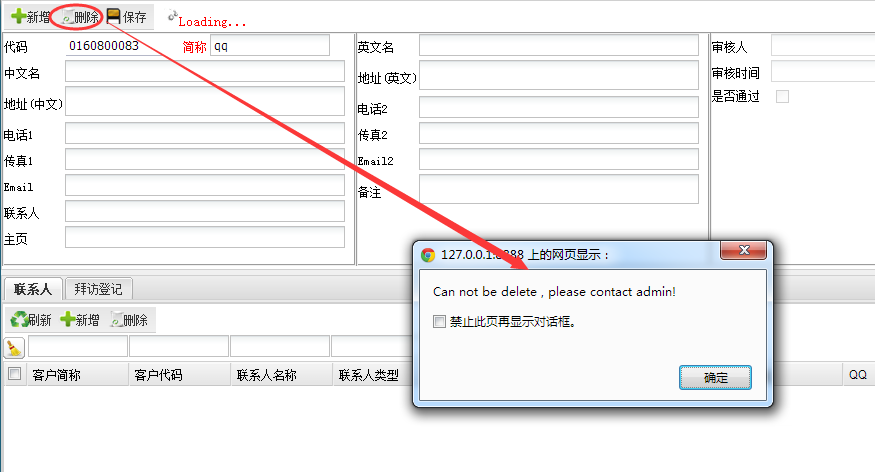 新增 删除 保存 Loading...
代码 0160800083 简称 qq 英文名 审核人
中文名 地址(英文) 审核时间
地址(中文) 电话2 是否通过
电话1 传真2
传真1 Email2
Email 备注
联系人
主页
127.0.0.1: 088 上的网页显示：
Can not be delete , please contact admin!
禁止此页再显示对话框。
确定
联系人 拜访登记
刷新 新增 删除
客户简称 客户代码 联系人名称 联系人类型 QQ